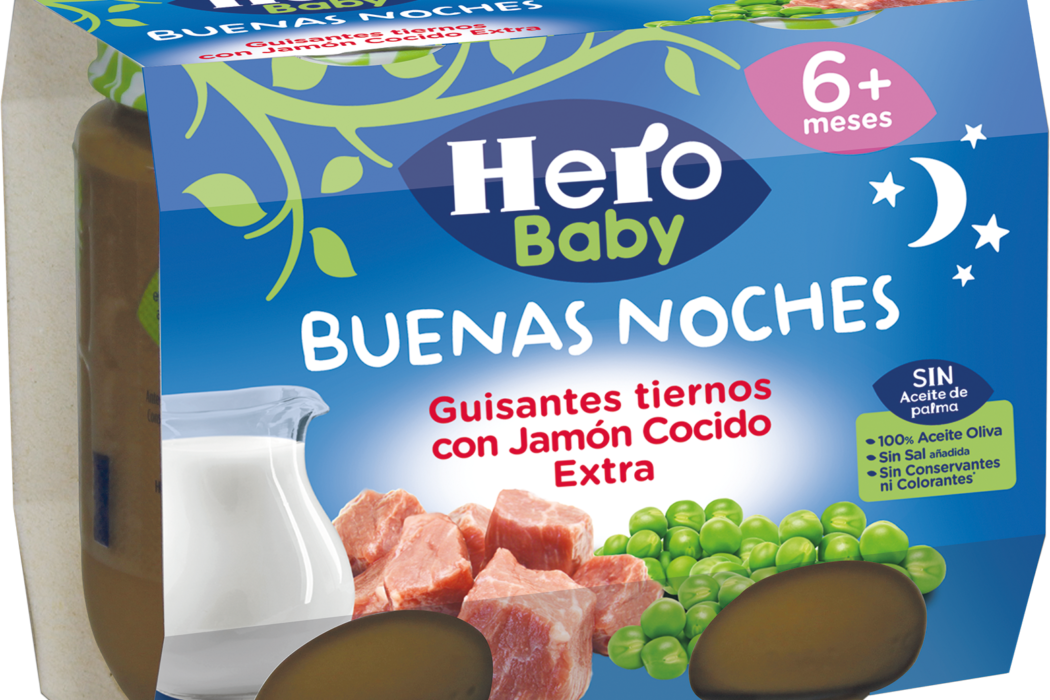 Baby
BUENAS NOCHES
Guisantes tiernos
con Jamón Cocido Extra
6+
meses
Hero
Baby
BUENAS NOCHES
Guisantes tiernos
con Jamón Cocido
Extra
SIN
Aceite de
palma
100% Aceite Oliva
Sin Sal añadida
Sin Conservantes
ni Colorantes*